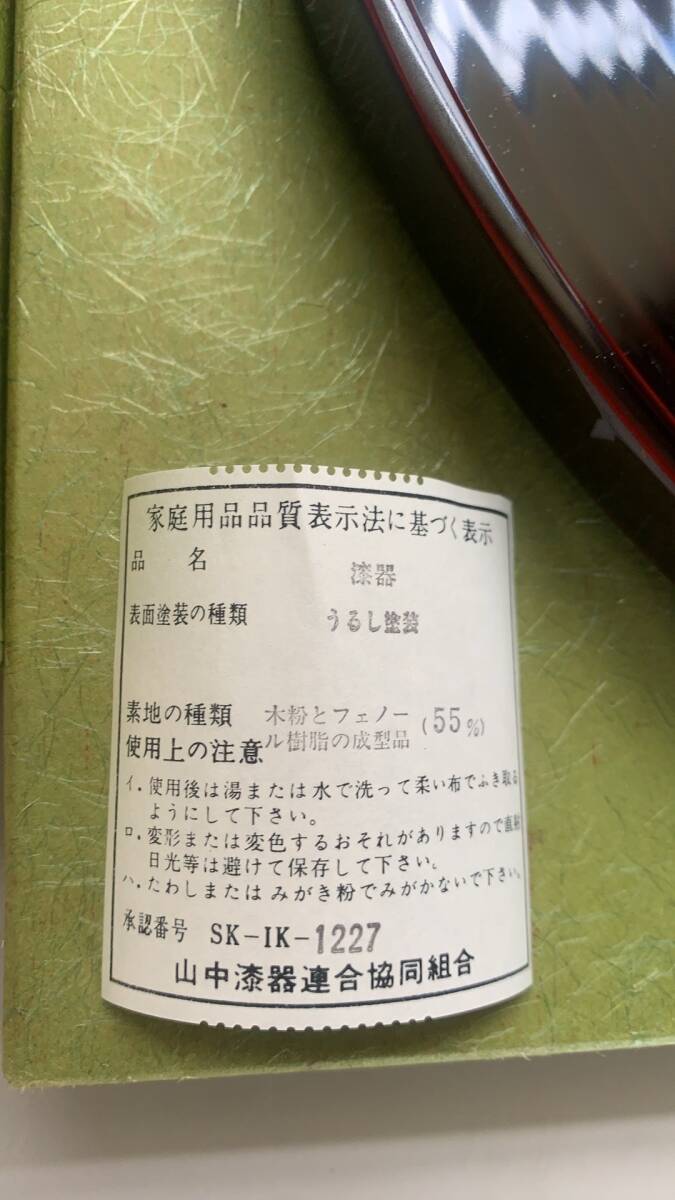 家庭用品品質表示法に基づく表示
品名 漆器
表面塗装の種類 うるし塗装
素地の種類 木粉とフェノー
ル樹脂の成型品 (55%)
使用上の注意
イ.使用後は湯または水で洗って柔い布でふき取る
ようにして下さい。
ロ.変形または変色するおそれがありますので直射
日光等は避けて保存して下さい。
ハ.たわしまたはみがき粉でみがかないで下さい。
承認番号 SK-IK-1227
山中漆器連合協同組合